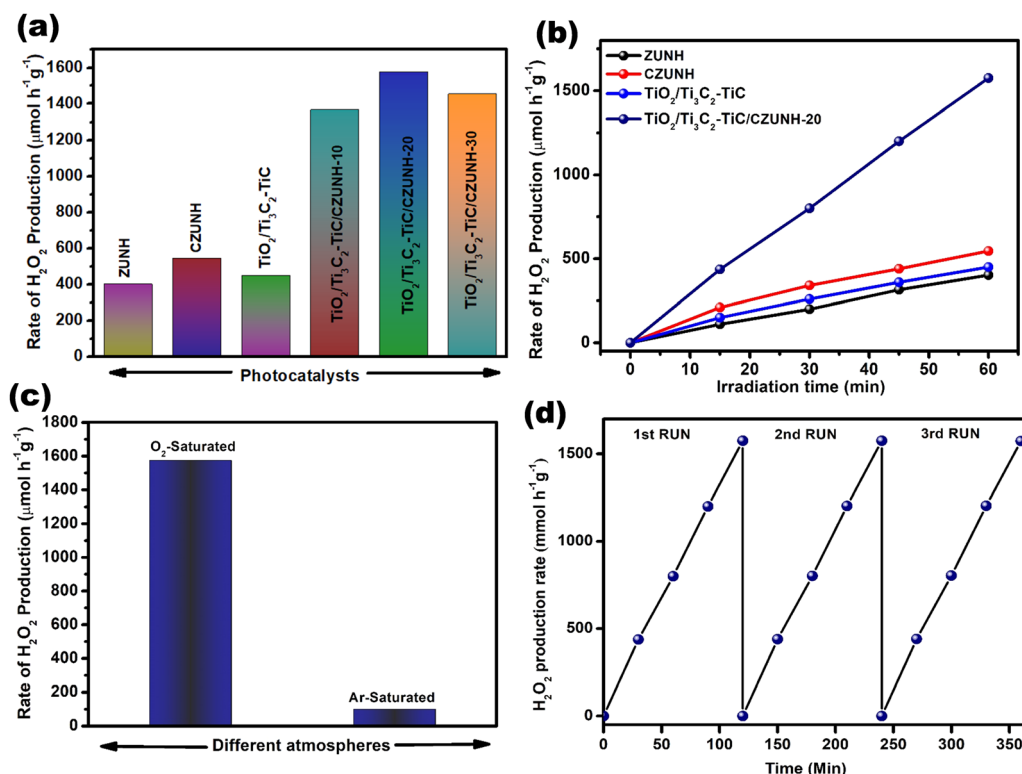 (a)
Rate of H₂O₂ Production (μmol h⁻¹g⁻¹)
1600
1400
1200
1000
800
600
400
200
0
ZUNH
CZUNH
TiO₂/Ti₃C₂-TiC
TiO₂/Ti₃C₂-TiC/CZUNH-10
TiO₂/Ti₃C₂-TiC/CZUNH-20
TiO₂/Ti₃C₂-TiC/CZUNH-30
Photocatalysts
(b)
Rate of H₂O₂ Production (μmol h⁻¹g⁻¹)
1500
1000
500
0
ZUNH
CZUNH
TiO₂/Ti₃C₂-TiC
TiO₂/Ti₃C₂-TiC/CZUNH-20
0 10 20 30 40 50 60
Irradiation time (min)
(c)
Rate of H₂O₂ Production (μmol h⁻¹g⁻¹)
1800
1600
1400
1200
1000
800
600
400
200
0
O₂-Saturated
Ar-Saturated
Different atmospheres
(d)
H₂O₂ production rate (mmol h⁻¹g⁻¹)
1500
1000
500
0
1st RUN 2nd RUN 3rd RUN
0 50 100 150 200 250 300 350
Time (Min)